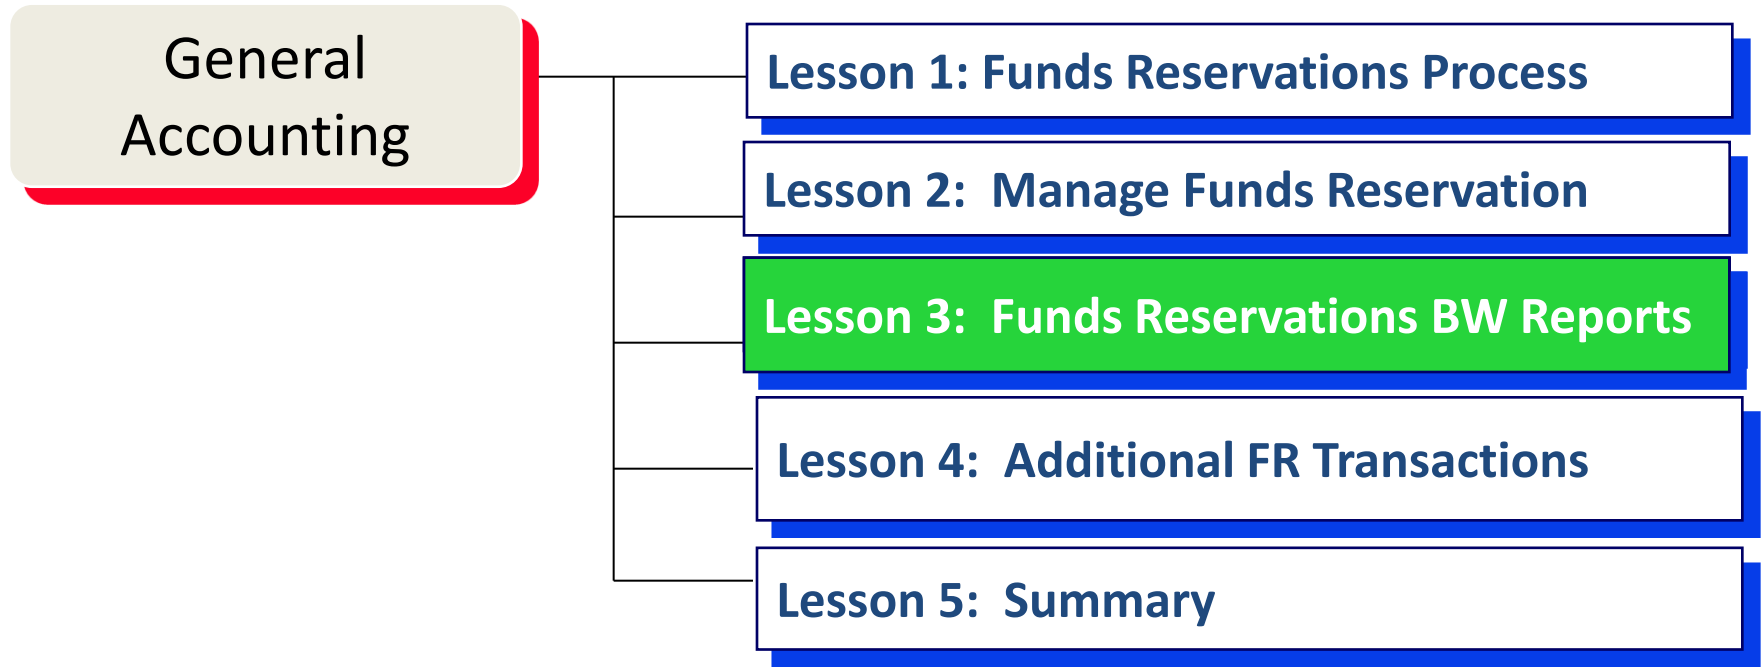 General
Accounting
Lesson 1: Funds Reservations Process
Lesson 2:  Manage Funds Reservation
Lesson 3:  Funds Reservations BW Reports
Lesson 4:  Additional FR Transactions
Lesson 5:  Summary